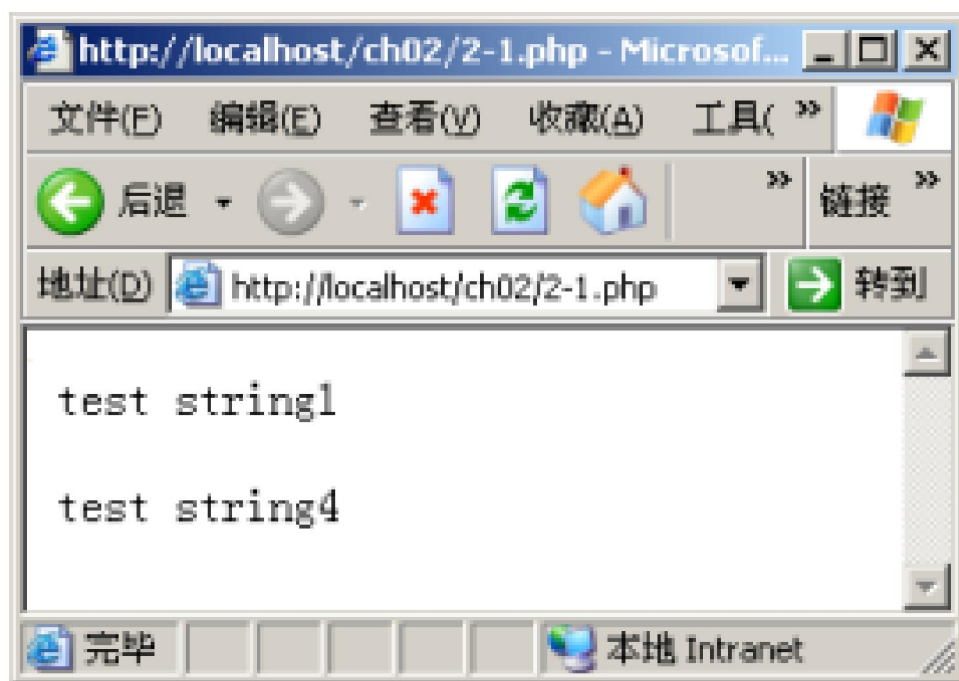 http://localhost/ch02/2-1.php - Microsof...
文件(F) 编辑(E) 查看(V) 收藏(A) 工具( »
后退 » 链接 »
地址(D) http://localhost/ch02/2-1.php 转到
test string1
test string4
完毕 本地 Intranet